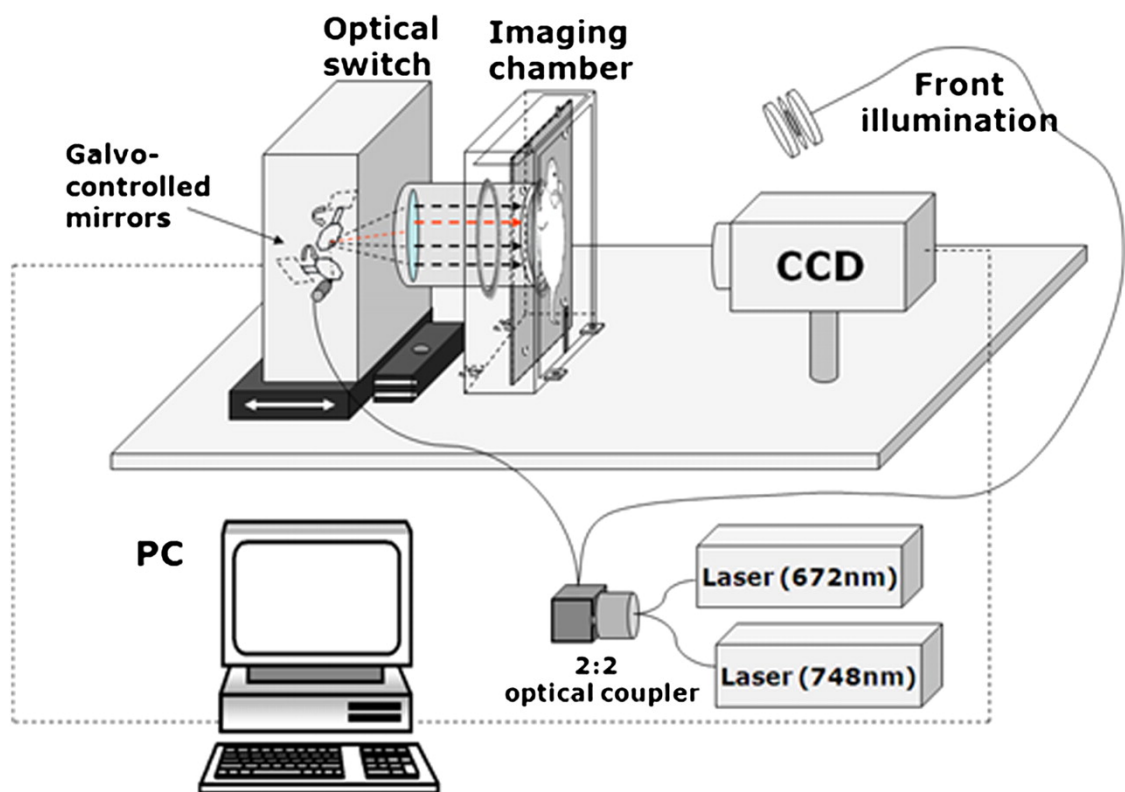 Optical
switch
Imaging
chamber
Front
illumination
Galvo-
controlled
mirrors
CCD
PC
Laser (672nm)
Laser (748nm)
2:2
optical coupler